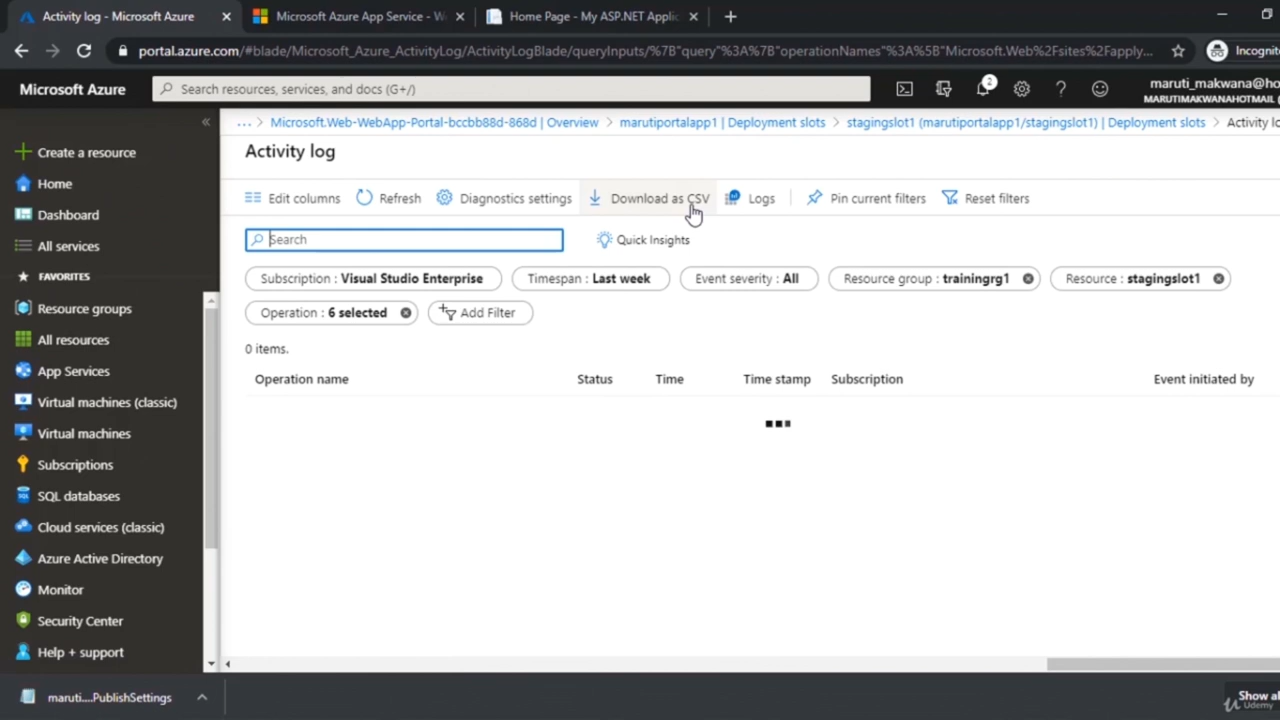 Activity log - Microsoft Azure
Microsoft Azure App Service - W
Home Page - My ASP.NET Applic
portal.azure.com/#blade/Microsoft_Azure_ActivityLog/ActivityLogBlade/queryInputs/%7B"query"%3A%7B"operationNames"%3A%5B"Microsoft.Web%2Fsites%2Fapply...
Incognito
Microsoft Azure
Search resources, services, and docs (G+/)
2
maruti_makwana@ho
MARUTIMAKWANAHOTMAIL (
«
... > Microsoft.Web-WebApp-Portal-bccbb88d-868d | Overview > marutiportalapp1 | Deployment slots > stagingslot1 (marutiportalapp1/stagingslot1) | Deployment slots > Activity lo
Activity log
Edit columns
Refresh
Diagnostics settings
Download as CSV
Logs
Pin current filters
Reset filters
Search
Quick Insights
Subscription : Visual Studio Enterprise
Timespan : Last week
Event severity : All
Resource group : trainingrg1
Resource : stagingslot1
Operation : 6 selected
Add Filter
0 items.
Operation name
Status
Time
Time stamp
Subscription
Event initiated by
Create a resource
Home
Dashboard
All services
FAVORITES
Resource groups
All resources
App Services
Virtual machines (classic)
Virtual machines
Subscriptions
SQL databases
Cloud services (classic)
Azure Active Directory
Monitor
Security Center
Help + support
maruti....PublishSettings
Show al
Udemy